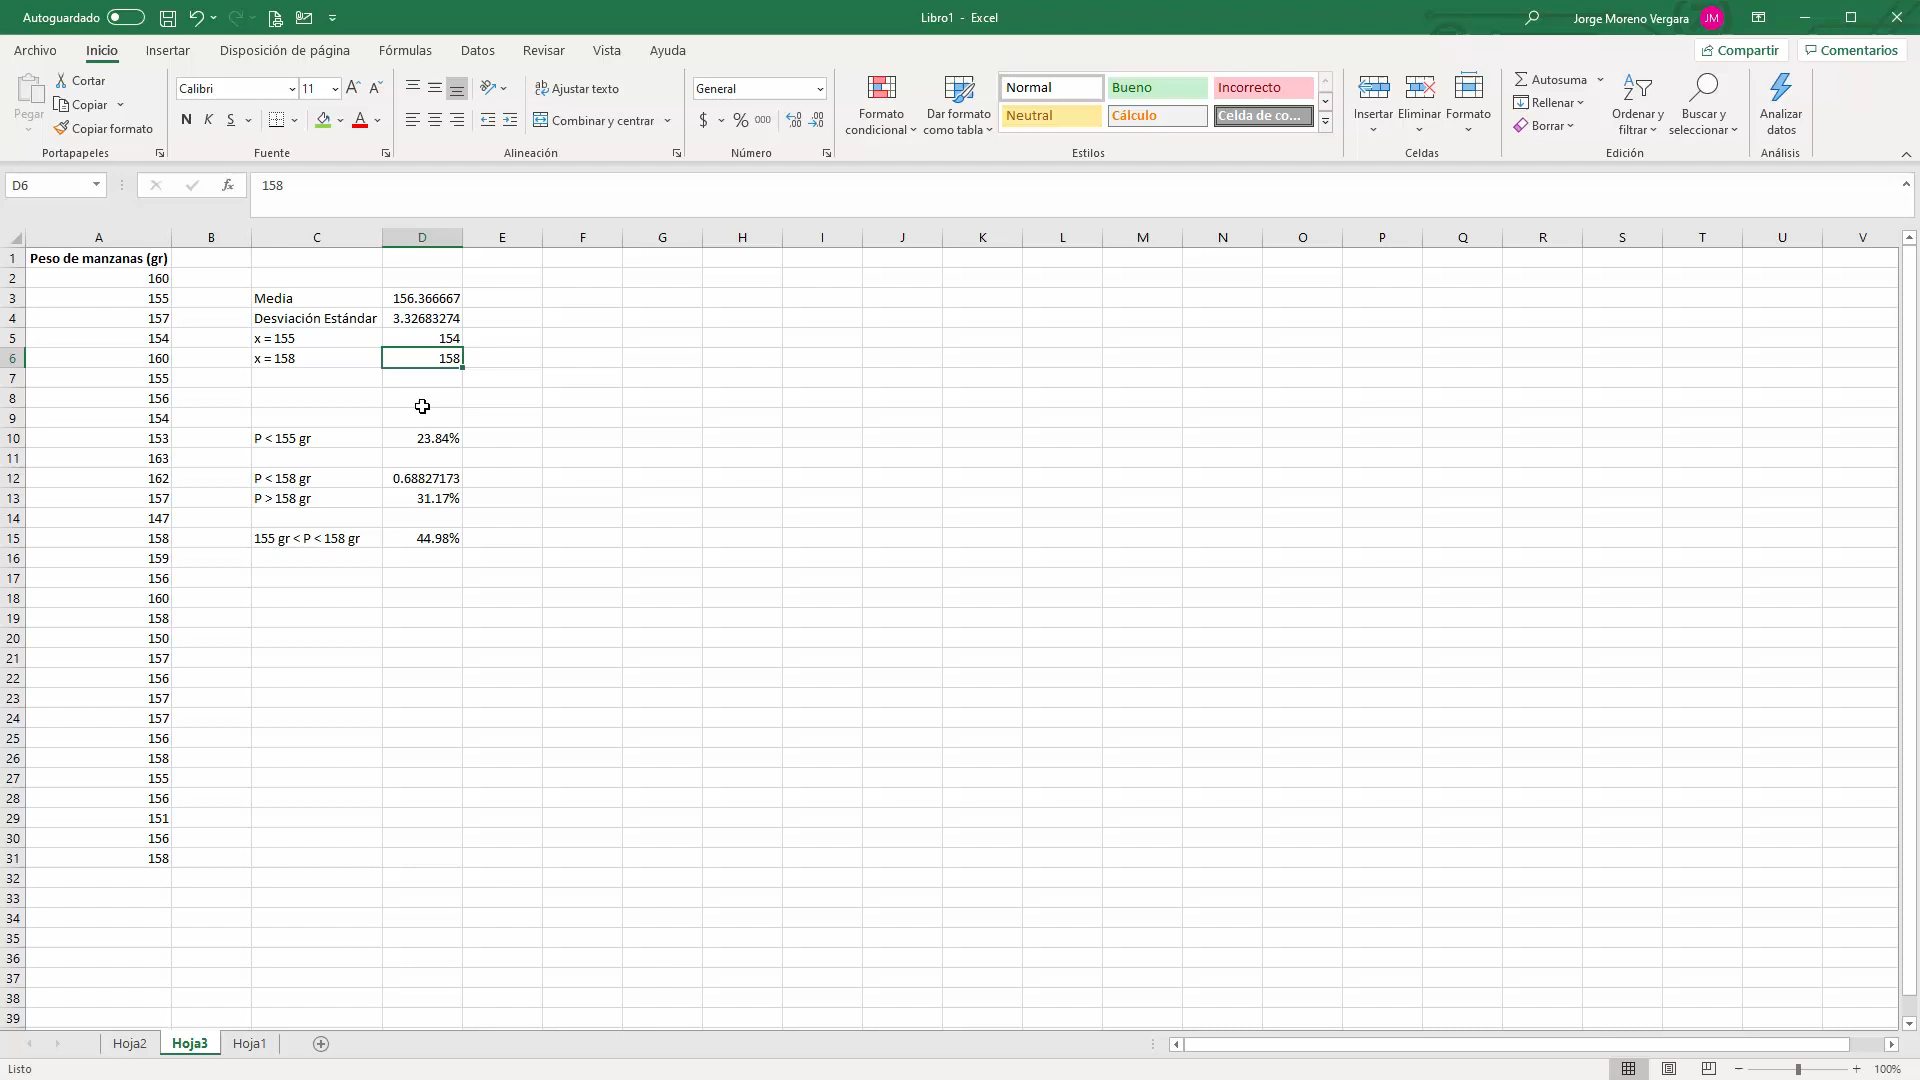 Autoguardado
Libro1 - Excel
Jorge Moreno Vergara JM
Archivo Inicio Insertar Disposición de página Fórmulas Datos Revisar Vista Ayuda
Compartir Comentarios
Pegar
Cortar
Copiar
Copiar formato
Portapapeles
Calibri 11
N K S
Fuente
Ajustar texto
Combinar y centrar
Alineación
General
$ % 000
Número
Formato condicional
Dar formato como tabla
Normal Bueno Incorrecto
Neutral Cálculo Celda de co...
Estilos
Insertar Eliminar Formato
Celdas
Autosuma
Rellenar
Borrar
Ordenar y filtrar
Buscar y seleccionar
Edición
Analizar datos
Análisis
D6 fx 158
A B C D E F G H I J K L M N O P Q R S T U V
1 Peso de manzanas (gr)
2 160
3 155 Media 156.366667
4 157 Desviación Estándar 3.32683274
5 154 x = 155 154
6 160 x = 158 158
7 155
8 156
9 154
10 153 P < 155 gr 23.84%
11 163
12 162 P < 158 gr 0.68827173
13 157 P > 158 gr 31.17%
14 147
15 158 155 gr < P < 158 gr 44.98%
16 159
17 156
18 160
19 158
20 150
21 157
22 156
23 157
24 157
25 156
26 158
27 155
28 156
29 151
30 156
31 158
32
33
34
35
36
37
38
39
Hoja2 Hoja3 Hoja1
Listo
100%